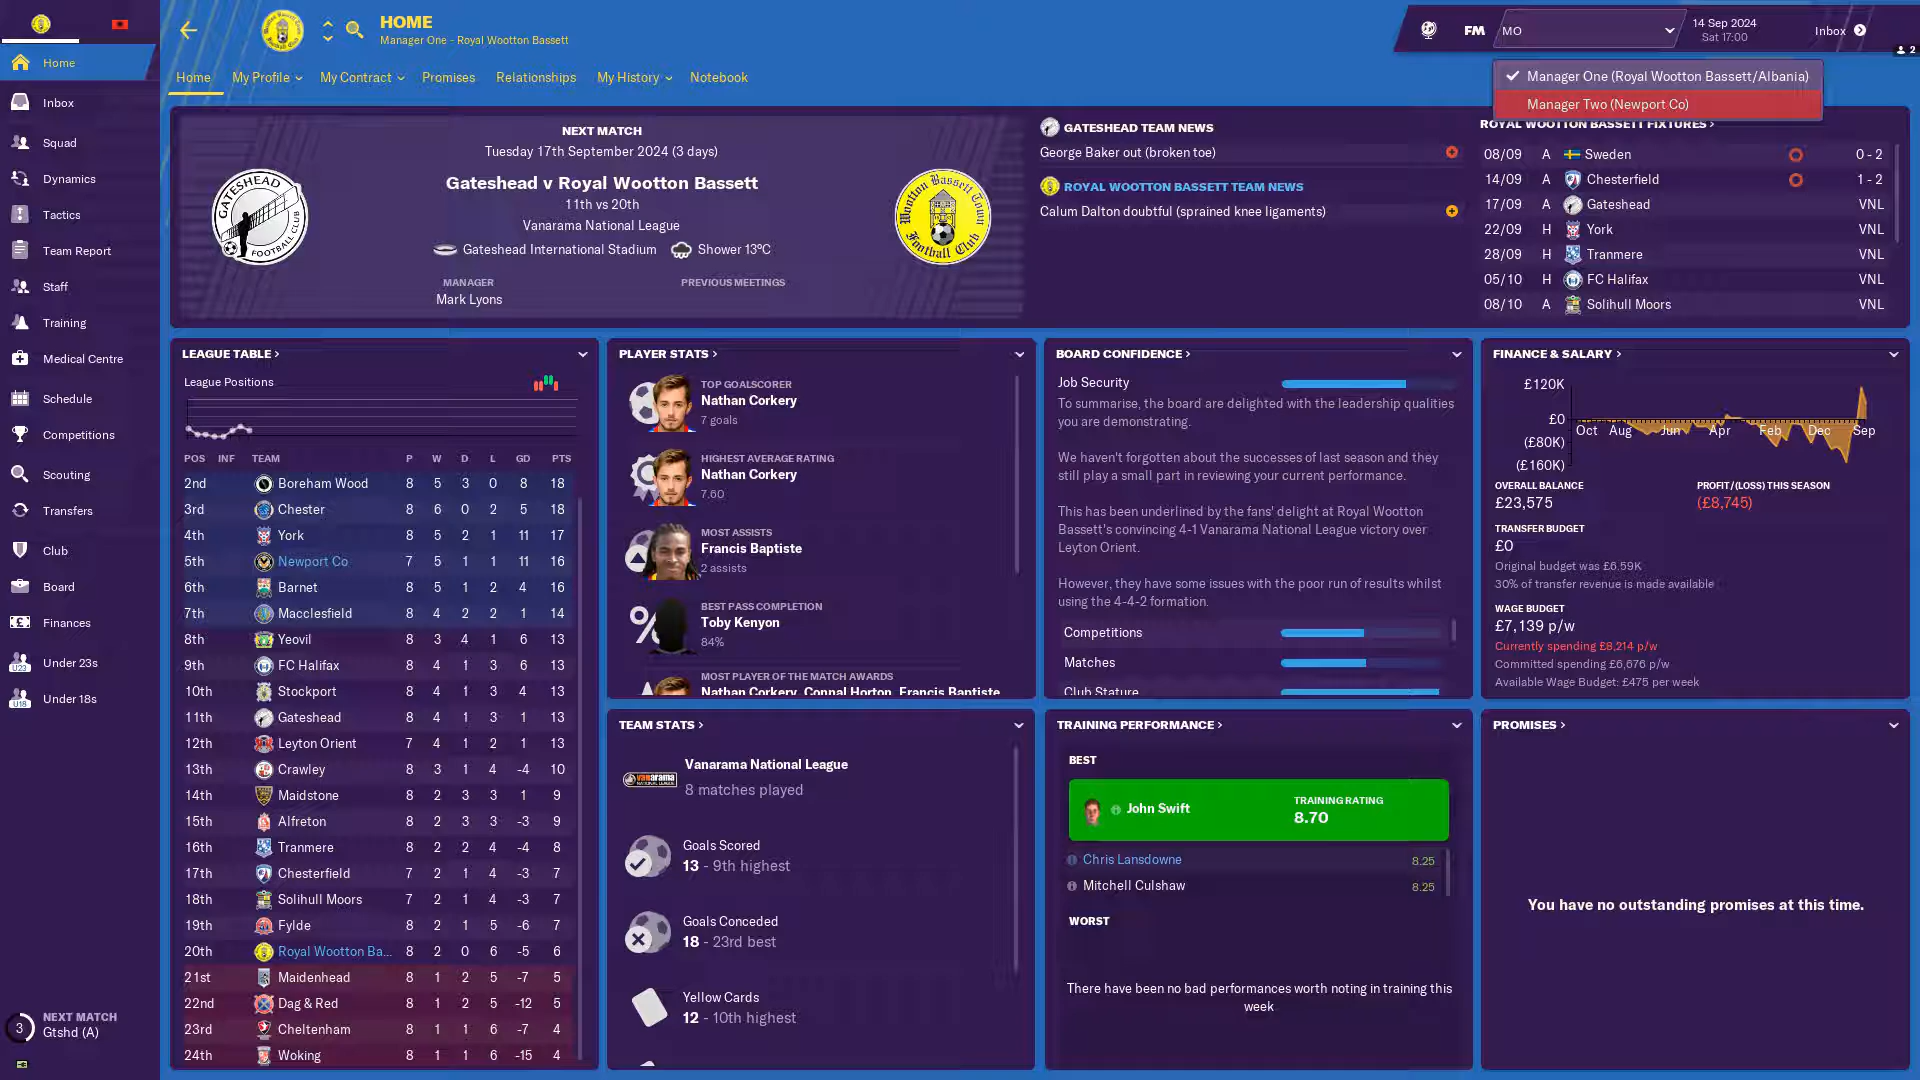 HOME
Manager One - Royal Wootton Bassett
FM
MO
14 Sep 2024
Sat 17:00
Inbox
2
Manager One (Royal Wootton Bassett/Albania)
Manager Two (Newport Co)
Home
My Profile
My Contract
Promises
Relationships
My History
Notebook
Home
Inbox
Squad
Dynamics
Tactics
Team Report
Staff
Training
Medical Centre
Schedule
Competitions
Scouting
Transfers
Club
Board
Finances
U23
Under 23s
U18
Under 18s
3
NEXT MATCH
Gtshd (A)
NEXT MATCH
Tuesday 17th September 2024 (3 days)
GATESHEAD
FOOTBALL CLUB
Gateshead v Royal Wootton Bassett
11th vs 20th
Vanarama National League
Gateshead International Stadium
Shower 13°C
MANAGER
Mark Lyons
PREVIOUS MEETINGS
Wootton Bassett Town
Football Club
GATESHEAD TEAM NEWS
George Baker out (broken toe)
ROYAL WOOTTON BASSETT TEAM NEWS
Calum Dalton doubtful (sprained knee ligaments)
ROYAL WOOTTON BASSETT FIXTURES
08/09 A Sweden 0 - 2
14/09 A Chesterfield 1 - 2
17/09 A Gateshead VNL
22/09 H York VNL
28/09 H Tranmere VNL
05/10 H FC Halifax VNL
08/10 A Solihull Moors VNL
LEAGUE TABLE
League Positions
POS INF TEAM P W D L GD PTS
2nd Boreham Wood 8 5 3 0 8 18
3rd Chester 8 6 0 2 5 18
4th York 8 5 2 1 11 17
5th Newport Co 7 5 1 1 11 16
6th Barnet 8 5 1 2 4 16
7th Macclesfield 8 4 2 2 1 14
8th Yeovil 8 3 4 1 6 13
9th FC Halifax 8 4 1 3 6 13
10th Stockport 8 4 1 3 4 13
11th Gateshead 8 4 1 3 1 13
12th Leyton Orient 7 4 1 2 1 13
13th Crawley 8 3 1 4 -4 10
14th Maidstone 8 2 3 3 1 9
15th Alfreton 8 2 3 3 -3 9
16th Tranmere 8 2 2 4 -4 8
17th Chesterfield 7 2 1 4 -3 7
18th Solihull Moors 7 2 1 4 -3 7
19th Fylde 8 2 1 5 -6 7
20th Royal Wootton Ba... 8 2 0 6 -5 6
21st Maidenhead 8 1 2 5 -7 5
22nd Dag & Red 8 1 2 5 -12 5
23rd Cheltenham 8 1 1 6 -7 4
24th Woking 8 1 1 6 -15 4
PLAYER STATS
TOP GOALSCORER
Nathan Corkery
7 goals
HIGHEST AVERAGE RATING
Nathan Corkery
7.60
MOST ASSISTS
Francis Baptiste
2 assists
%
BEST PASS COMPLETION
Toby Kenyon
84%
MOST PLAYER OF THE MATCH AWARDS
Nathan Corkery, Connal Horton, Francis Baptiste
BOARD CONFIDENCE
Job Security
To summarise, the board are delighted with the leadership qualities
you are demonstrating.
We haven't forgotten about the successes of last season and they
still play a small part in reviewing your current performance.
This has been underlined by the fans' delight at Royal Wootton
Bassett's convincing 4-1 Vanarama National League victory over
Leyton Orient.
However, they have some issues with the poor run of results whilst
using the 4-4-2 formation.
Competitions
Matches
Club Stature
FINANCE & SALARY
£120K
£0
(£80K)
(£160K)
Oct Aug Jun Apr Feb Dec Sep
OVERALL BALANCE
£23,575
PROFIT/(LOSS) THIS SEASON
(£8,745)
TRANSFER BUDGET
£0
Original budget was £6.59K
30% of transfer revenue is made available
WAGE BUDGET
£7,139 p/w
Currently spending £8,214 p/w
Committed spending £6,676 p/w
Available Wage Budget: £475 per week
TEAM STATS
vanarama
NATIONAL LEAGUE
Vanarama National League
8 matches played
Goals Scored
13 - 9th highest
Goals Conceded
18 - 23rd best
Yellow Cards
12 - 10th highest
TRAINING PERFORMANCE
BEST
John Swift
TRAINING RATING
8.70
Chris Lansdowne 8.25
Mitchell Culshaw 8.25
WORST
There have been no bad performances worth noting in training this
week
PROMISES
You have no outstanding promises at this time.